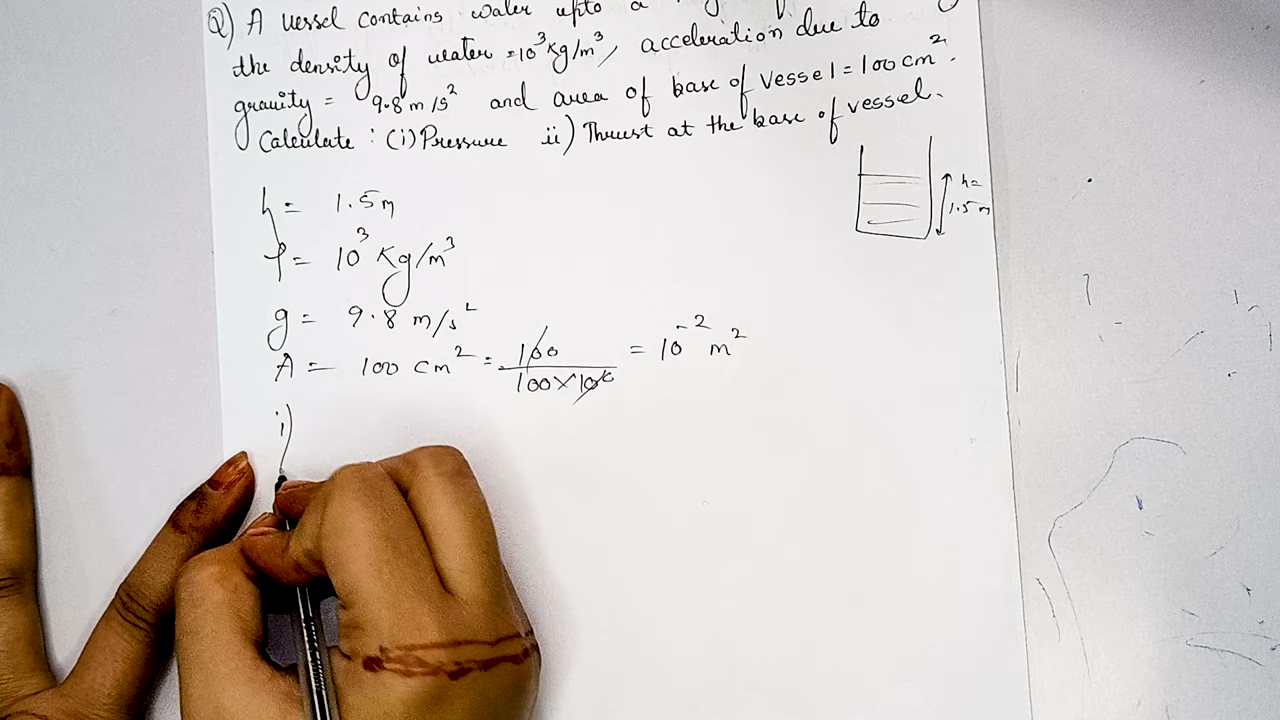 Q) A vessel contains water upto a
the density of water = 10³ Kg/m³, acceleration due to
gravity = 9.8 m/s² and area of base of vessel = 100 cm².
Calculate : (i) Pressure ii) Thrust at the base of vessel.
h =
1.5 m
h = 1.5 m
ρ = 10³ Kg/m³
g = 9.8 m/s²
A = 100 cm² = 100/100×100 = 10⁻² m²
i)